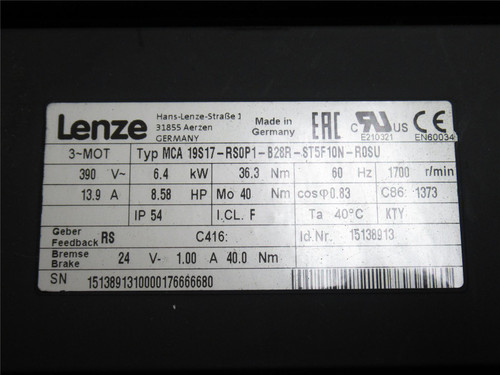 Lenze Hans-Lenze-Straße 1 31855 Aerzen GERMANY Made in Germany EAC c RU us E210321 CE EN60034
3~MOT Typ MCA 19S17-RS0P1-B28R-ST5F10N-R0SU
390 V~ 6.4 kW 36.3 Nm 60 Hz 1700 r/min
13.9 A 8.58 HP Mo 40 Nm cosφ0.83 C86: 1373
IP 54 I.CL. F Ta 40°C KTY
Geber Feedback RS C416: Id.Nr. 15138913
Bremse Brake 24 V- 1.00 A 40.0 Nm
SN 1513891310000176666680